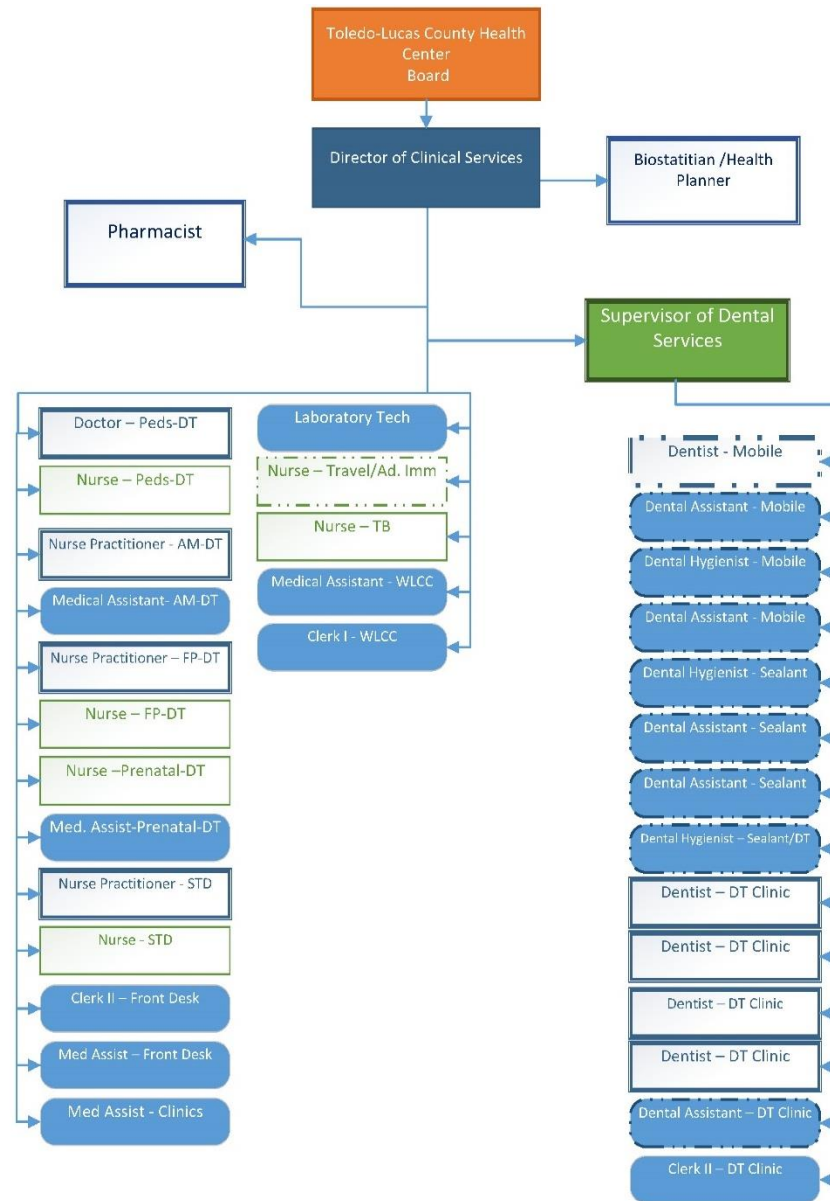 Toledo-Lucas County Health
Center
Board
Director of Clinical Services
Biostatitian /Health
Planner
Pharmacist
Supervisor of Dental
Services
Doctor – Peds-DT
Nurse – Peds-DT
Nurse Practitioner - AM-DT
Medical Assistant- AM-DT
Nurse Practitioner – FP-DT
Nurse – FP-DT
Nurse –Prenatal-DT
Med. Assist-Prenatal-DT
Nurse Practitioner - STD
Nurse - STD
Clerk II – Front Desk
Med Assist – Front Desk
Med Assist - Clinics
Laboratory Tech
Nurse – Travel/Ad. Imm
Nurse – TB
Medical Assistant - WLCC
Clerk I - WLCC
Dentist - Mobile
Dental Assistant - Mobile
Dental Hygienist - Mobile
Dental Assistant - Mobile
Dental Hygienist - Sealant
Dental Assistant - Sealant
Dental Assistant - Sealant
Dental Hygienist – Sealant/DT
Dentist – DT Clinic
Dentist – DT Clinic
Dentist – DT Clinic
Dentist – DT Clinic
Dental Assistant – DT Clinic
Clerk II – DT Clinic